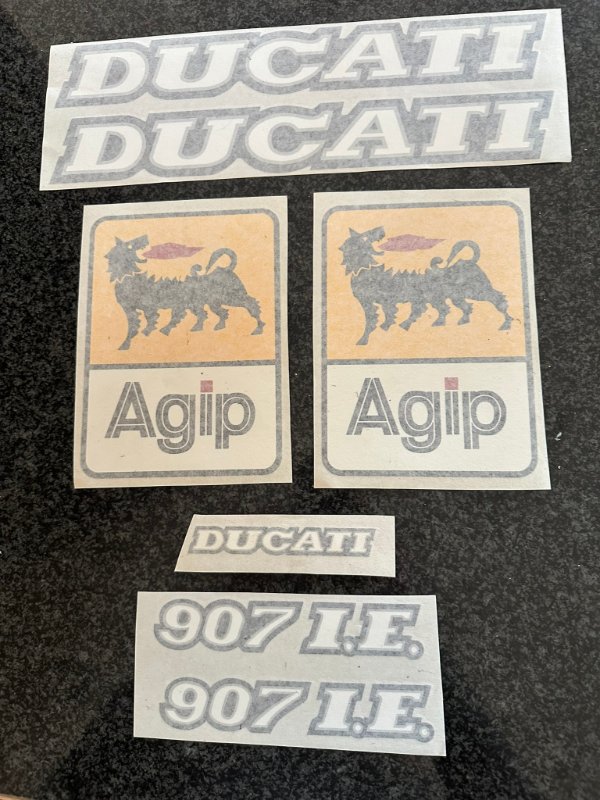 DUCATI
DUCATI
Agip
Agip
DUCATI
907 I.E.
907 I.E.